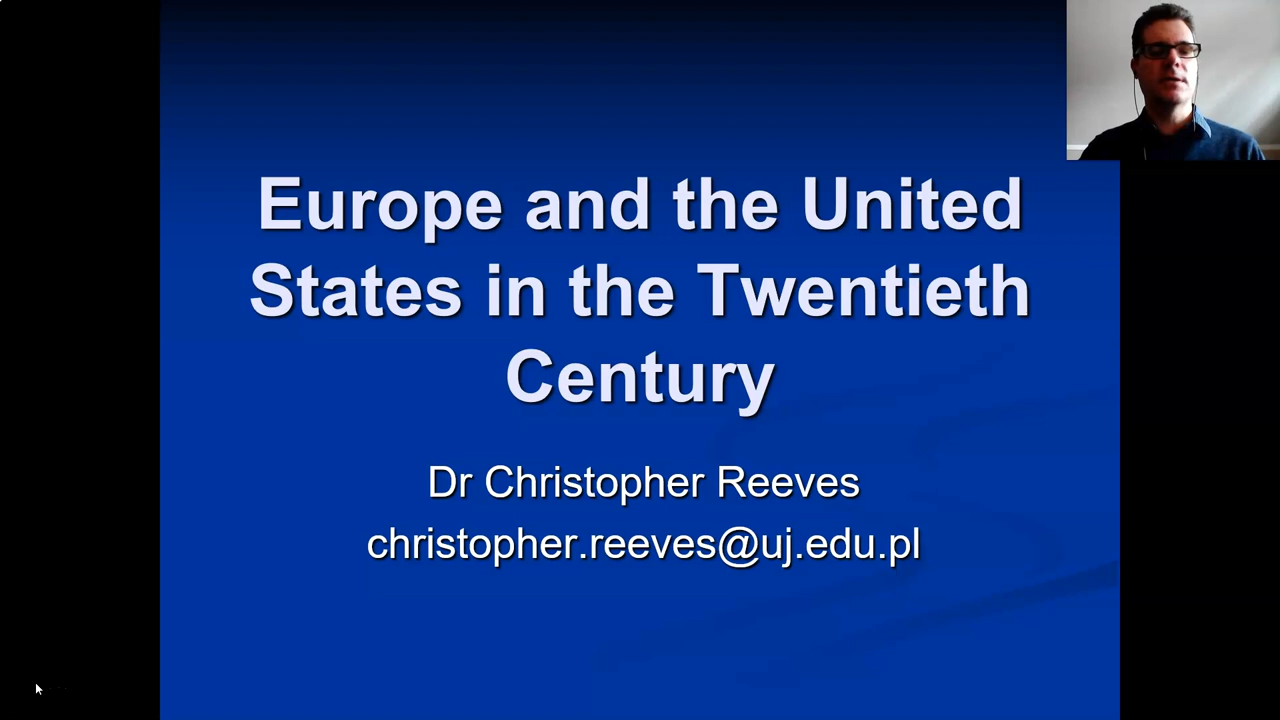 Europe and the United
States in the Twentieth
Century
Dr Christopher Reeves
christopher.reeves@uj.edu.pl